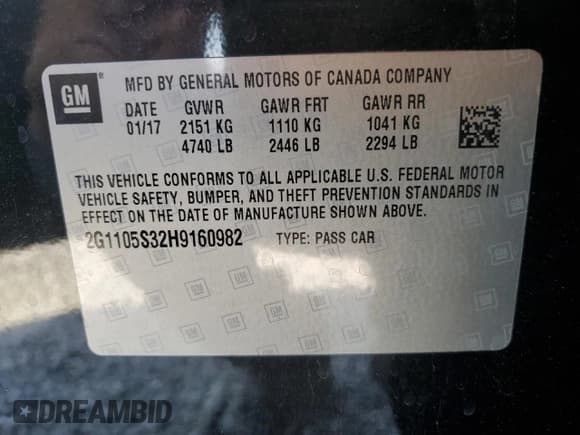 GM ® MFD BY GENERAL MOTORS OF CANADA COMPANY
DATE GVWR GAWR FRT GAWR RR
01/17 2151 KG 1110 KG 1041 KG
4740 LB 2446 LB 2294 LB
THIS VEHICLE CONFORMS TO ALL APPLICABLE U.S. FEDERAL MOTOR
VEHICLE SAFETY, BUMPER, AND THEFT PREVENTION STANDARDS IN
EFFECT ON THE DATE OF MANUFACTURE SHOWN ABOVE.
2G1105S32H9160982 TYPE: PASS CAR
DREAMBID